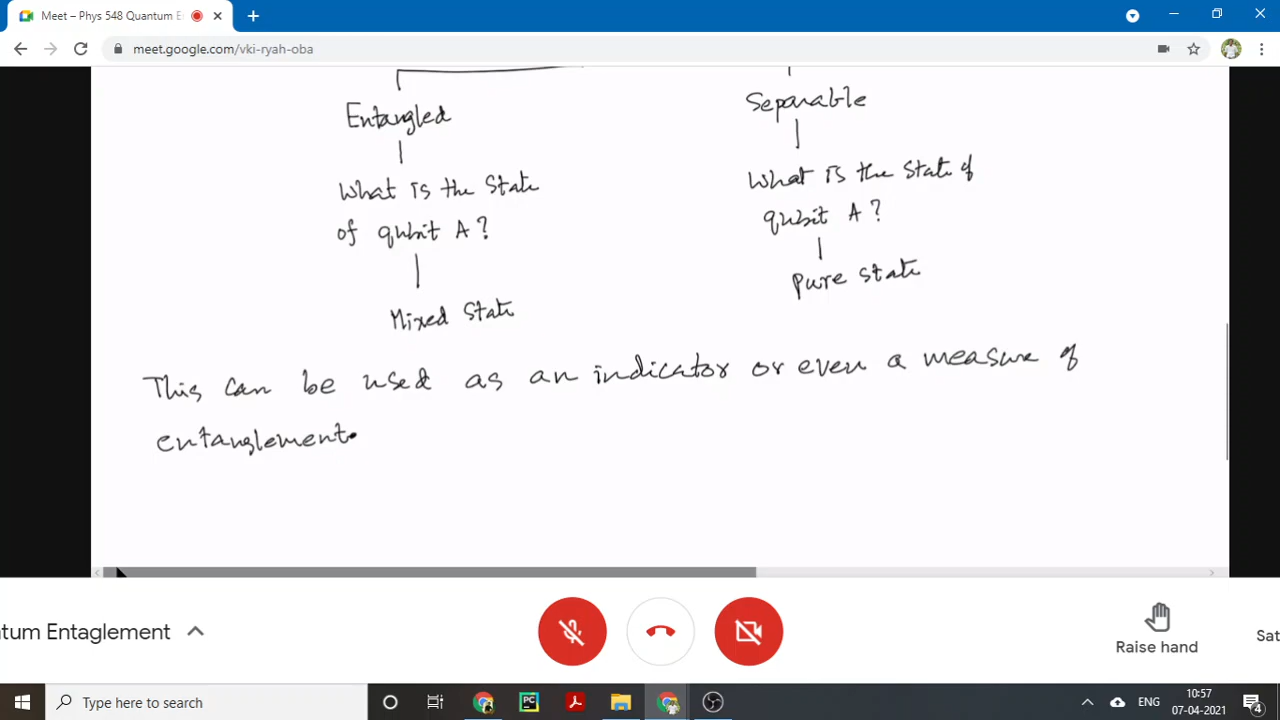 Meet – Phys 548 Quantum E
meet.google.com/vki-ryah-oba
Entangled
Separable
What is the State
of qubit A?
What is the State of
qubit A?
Mixed State
Pure state
This can be used as an indicator or even a measure of
entanglement.
tum Entaglement
Raise hand
Sat
Type here to search
PC
ENG
10:57
07-04-2021
4